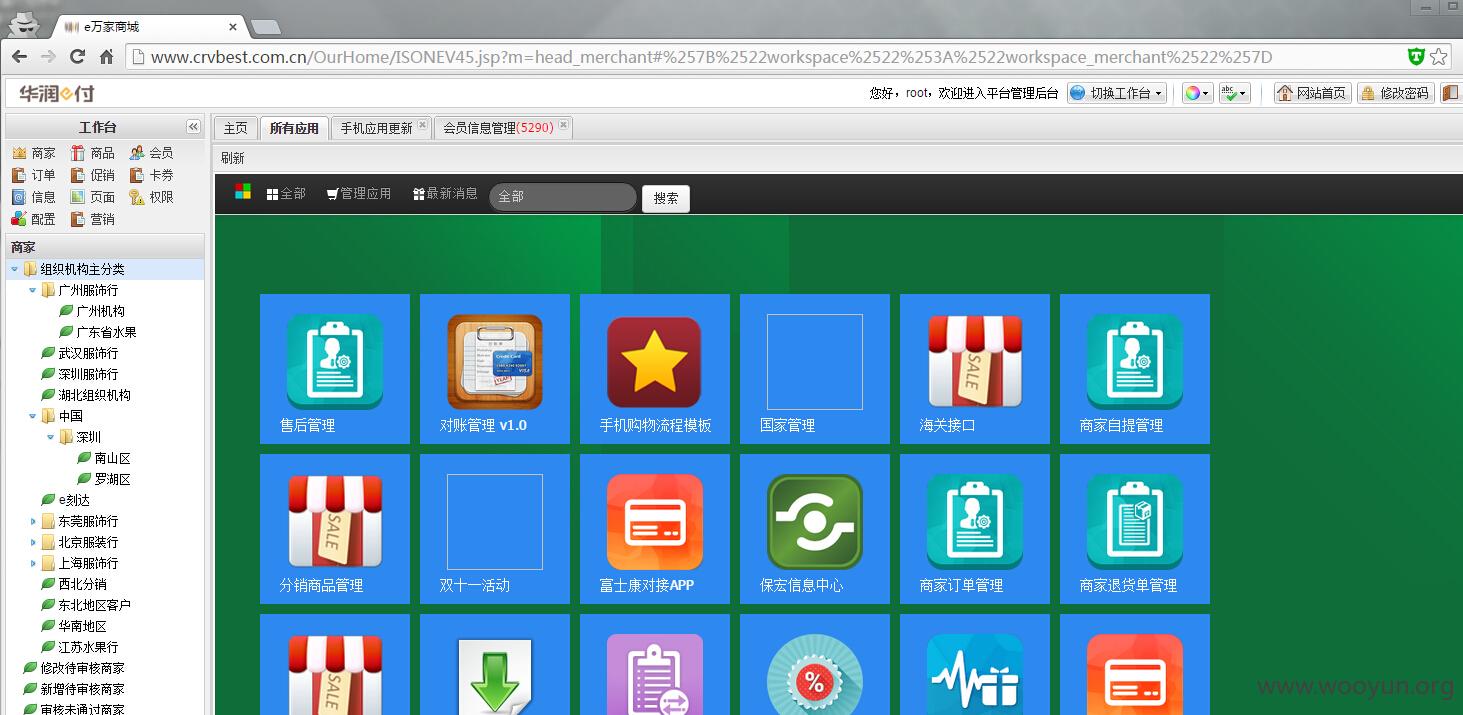 e万家商城
www.crvbest.com.cn/OurHome/ISONEV45.jsp?m=head_merchant#%257B%2522workspace%2522%253A%2522workspace_merchant%2522%257D
华润e付
您好，root，欢迎进入平台管理后台 切换工作台 abc 网站首页 修改密码
工作台
商家 商品 会员
订单 促销 卡券
信息 页面 权限
配置 营销
商家
组织机构主分类
广州服饰行
广州机构
广东省水果
武汉服饰行
深圳服饰行
湖北组织机构
中国
深圳
南山区
罗湖区
e刻达
东莞服饰行
北京服装行
上海服饰行
西北分销
东北地区客户
华南地区
江苏水果行
修改待审核商家
新增待审核商家
审核未通过商家
主页 所有应用 手机应用更新 会员信息管理(5290)
刷新
全部 管理应用 最新消息 全部 搜索
售后管理 对账管理 v1.0 手机购物流程模板 国家管理 海关接口 商家自提管理
分销商品管理 双十一活动 富士康对接APP 保宏信息中心 商家订单管理 商家退货单管理
SALE
SALE
SALE
Credit Card
VISA
%
www.wooyun.org